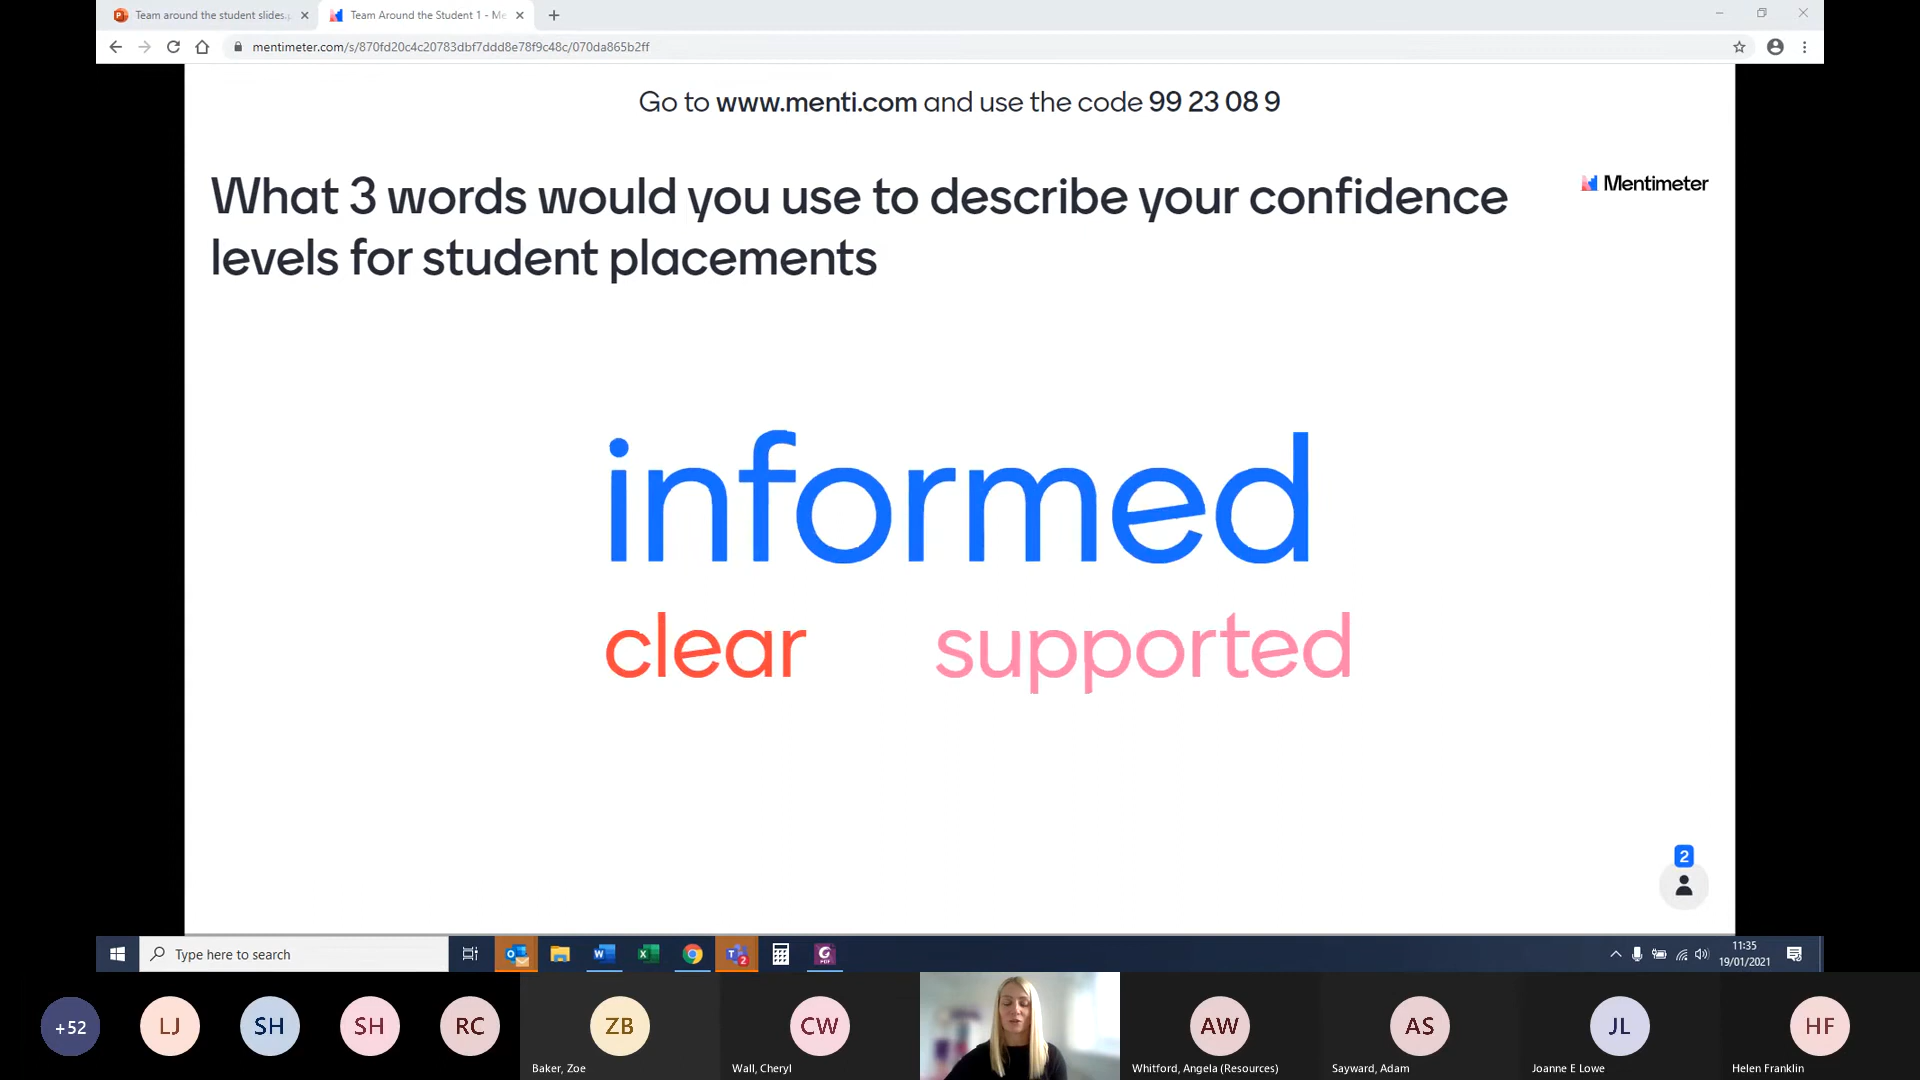 Team around the student slides.
Team Around the Student 1 - Me
mentimeter.com/s/870fd20c4c20783dbf7ddd8e78f9c48c/070da865b2ff
Go to www.menti.com and use the code 99 23 08 9
What 3 words would you use to describe your confidence
levels for student placements
Mentimeter
informed
clear supported
2
Type here to search
2
11:35
19/01/2021
+52 LJ SH SH RC ZB CW AW AS JL HF
Baker, Zoe Wall, Cheryl Whitford, Angela (Resources) Sayward, Adam Joanne E Lowe Helen Franklin